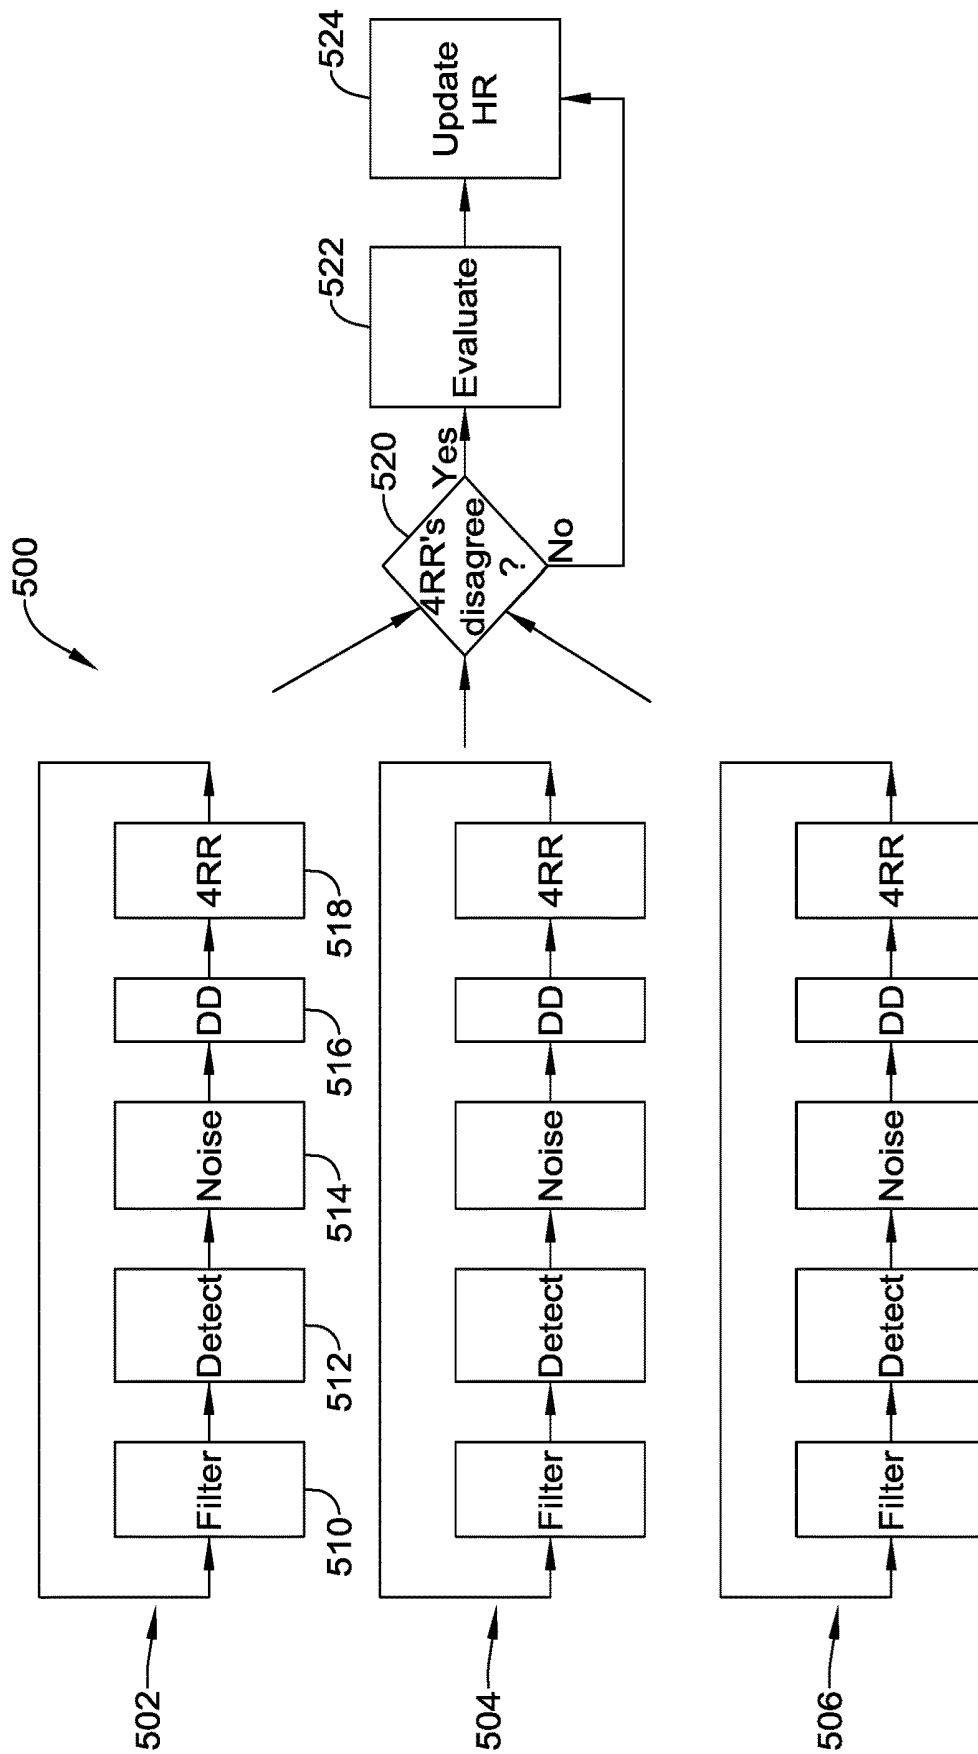 500
502
Filter
Detect
Noise
DD
4RR
510
512
514
516
518
504
Filter
Detect
Noise
DD
4RR
506
Filter
Detect
Noise
DD
4RR
4RR's
disagree
?
520
Yes
No
Evaluate
522
Update
HR
524